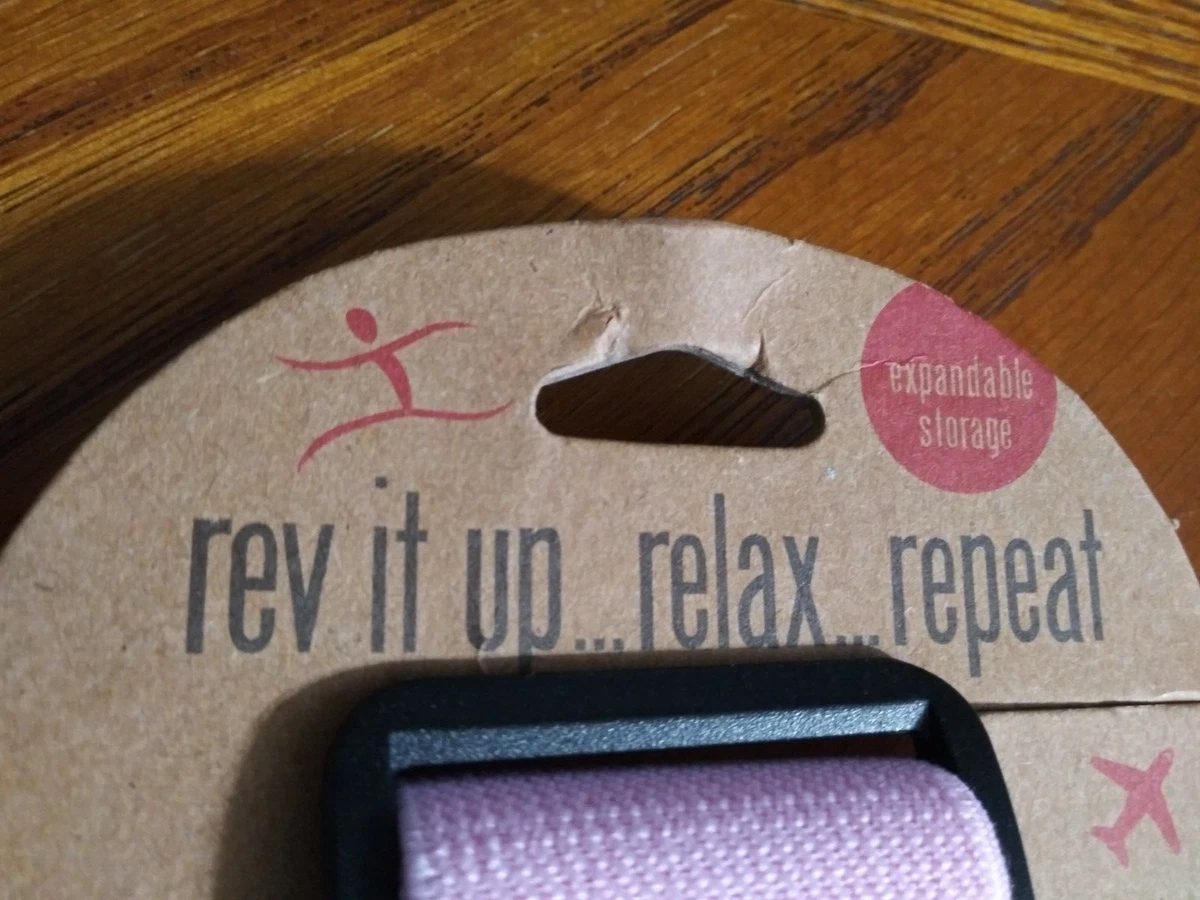 expandable
storage
rev it up...relax...repeat